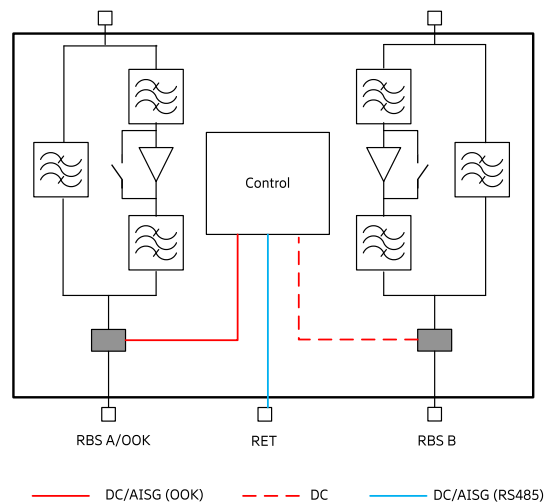 Control
RBS A/OOK
RET
RBS B
DC/AISG (OOK)
DC
DC/AISG (RS485)